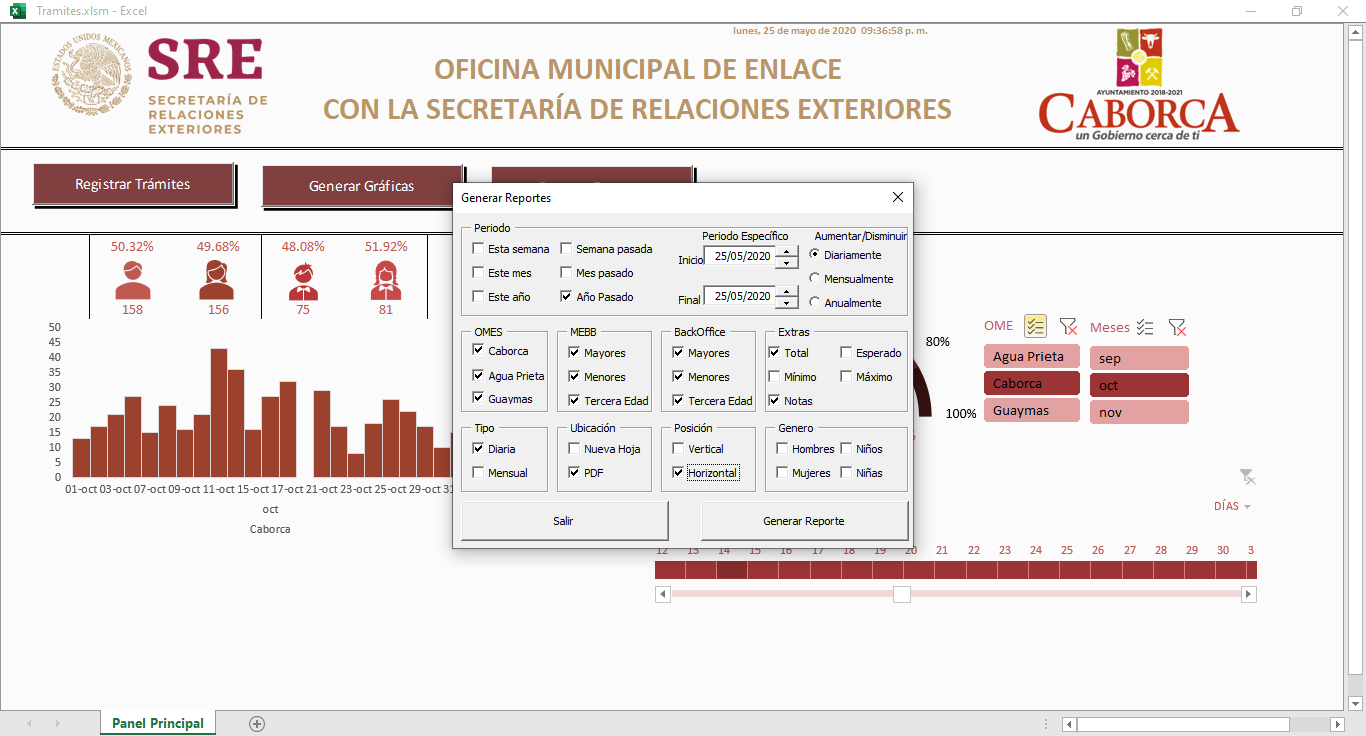 Tramites.xlsm - Excel
lunes, 25 de mayo de 2020 09:36:58 p. m.
ESTADOS UNIDOS MEXICANOS
SRE
SECRETARÍA DE
RELACIONES
EXTERIORES
OFICINA MUNICIPAL DE ENLACE
CON LA SECRETARÍA DE RELACIONES EXTERIORES
AYUNTAMIENTO 2018-2021
CABORCA
un Gobierno cerca de ti
Registrar Trámites
Generar Gráficas
50.32% 49.68% 48.08% 51.92%
158 156 75 81
50
45
40
35
30
25
20
15
10
5
0
01-oct 03-oct 07-oct 09-oct 11-oct 15-oct 17-oct 21-oct 23-oct 25-oct 29-oct 31
oct
Caborca
Generar Reportes
Periodo
Esta semana Semana pasada
Este mes Mes pasado
Este año Año Pasado
Periodo Específico
Inicio 25/05/2020
Final 25/05/2020
Aumentar/Disminuir
Diariamente
Mensualmente
Anualmente
OMES
Caborca
Agua Prieta
Guaymas
MEBB
Mayores
Menores
Tercera Edad
BackOffice
Mayores
Menores
Tercera Edad
Extras
Total Esperado
Mínimo Máximo
Notas
Tipo
Diaria
Mensual
Ubicación
Nueva Hoja
PDF
Posición
Vertical
Horizontal
Genero
Hombres Niños
Mujeres Niñas
Salir
Generar Reporte
80%
100%
OME
Agua Prieta
Caborca
Guaymas
Meses
sep
oct
nov
DÍAS
12 13 14 15 16 17 18 19 20 21 22 23 24 25 26 27 28 29 30 3
Panel Principal